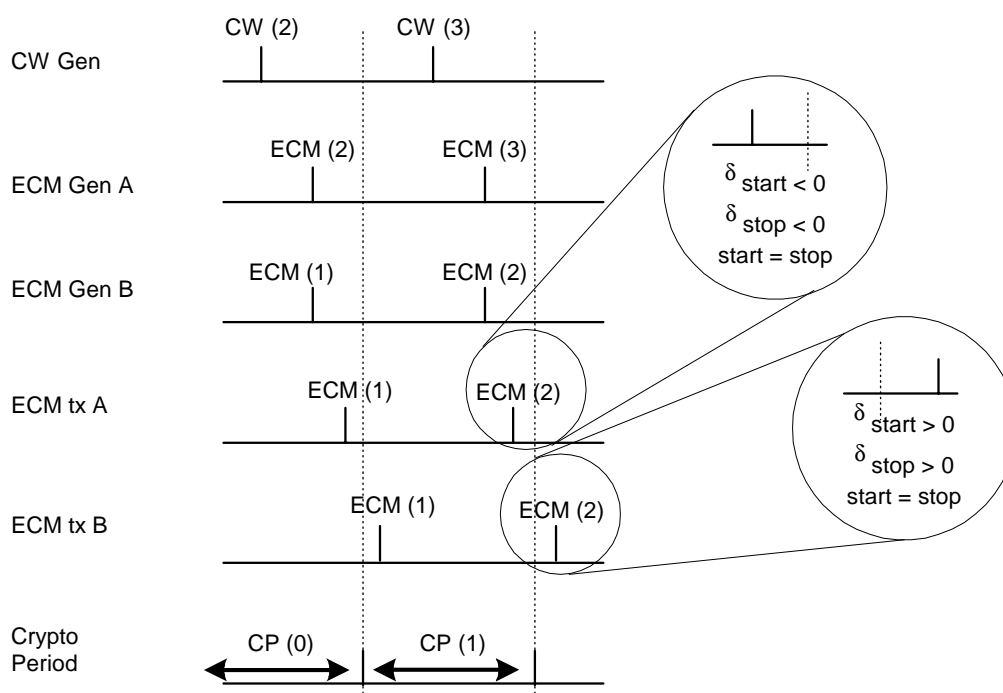 CW (2) CW (3)
CW Gen
ECM (2) ECM (3)
ECM Gen A
δ start < 0
δ stop < 0
start = stop
ECM (1) ECM (2)
ECM Gen B
ECM (1) ECM (2)
ECM tx A
δ start > 0
δ stop > 0
start = stop
ECM (1) ECM (2)
ECM tx B
Crypto
Period
CP (0) CP (1)